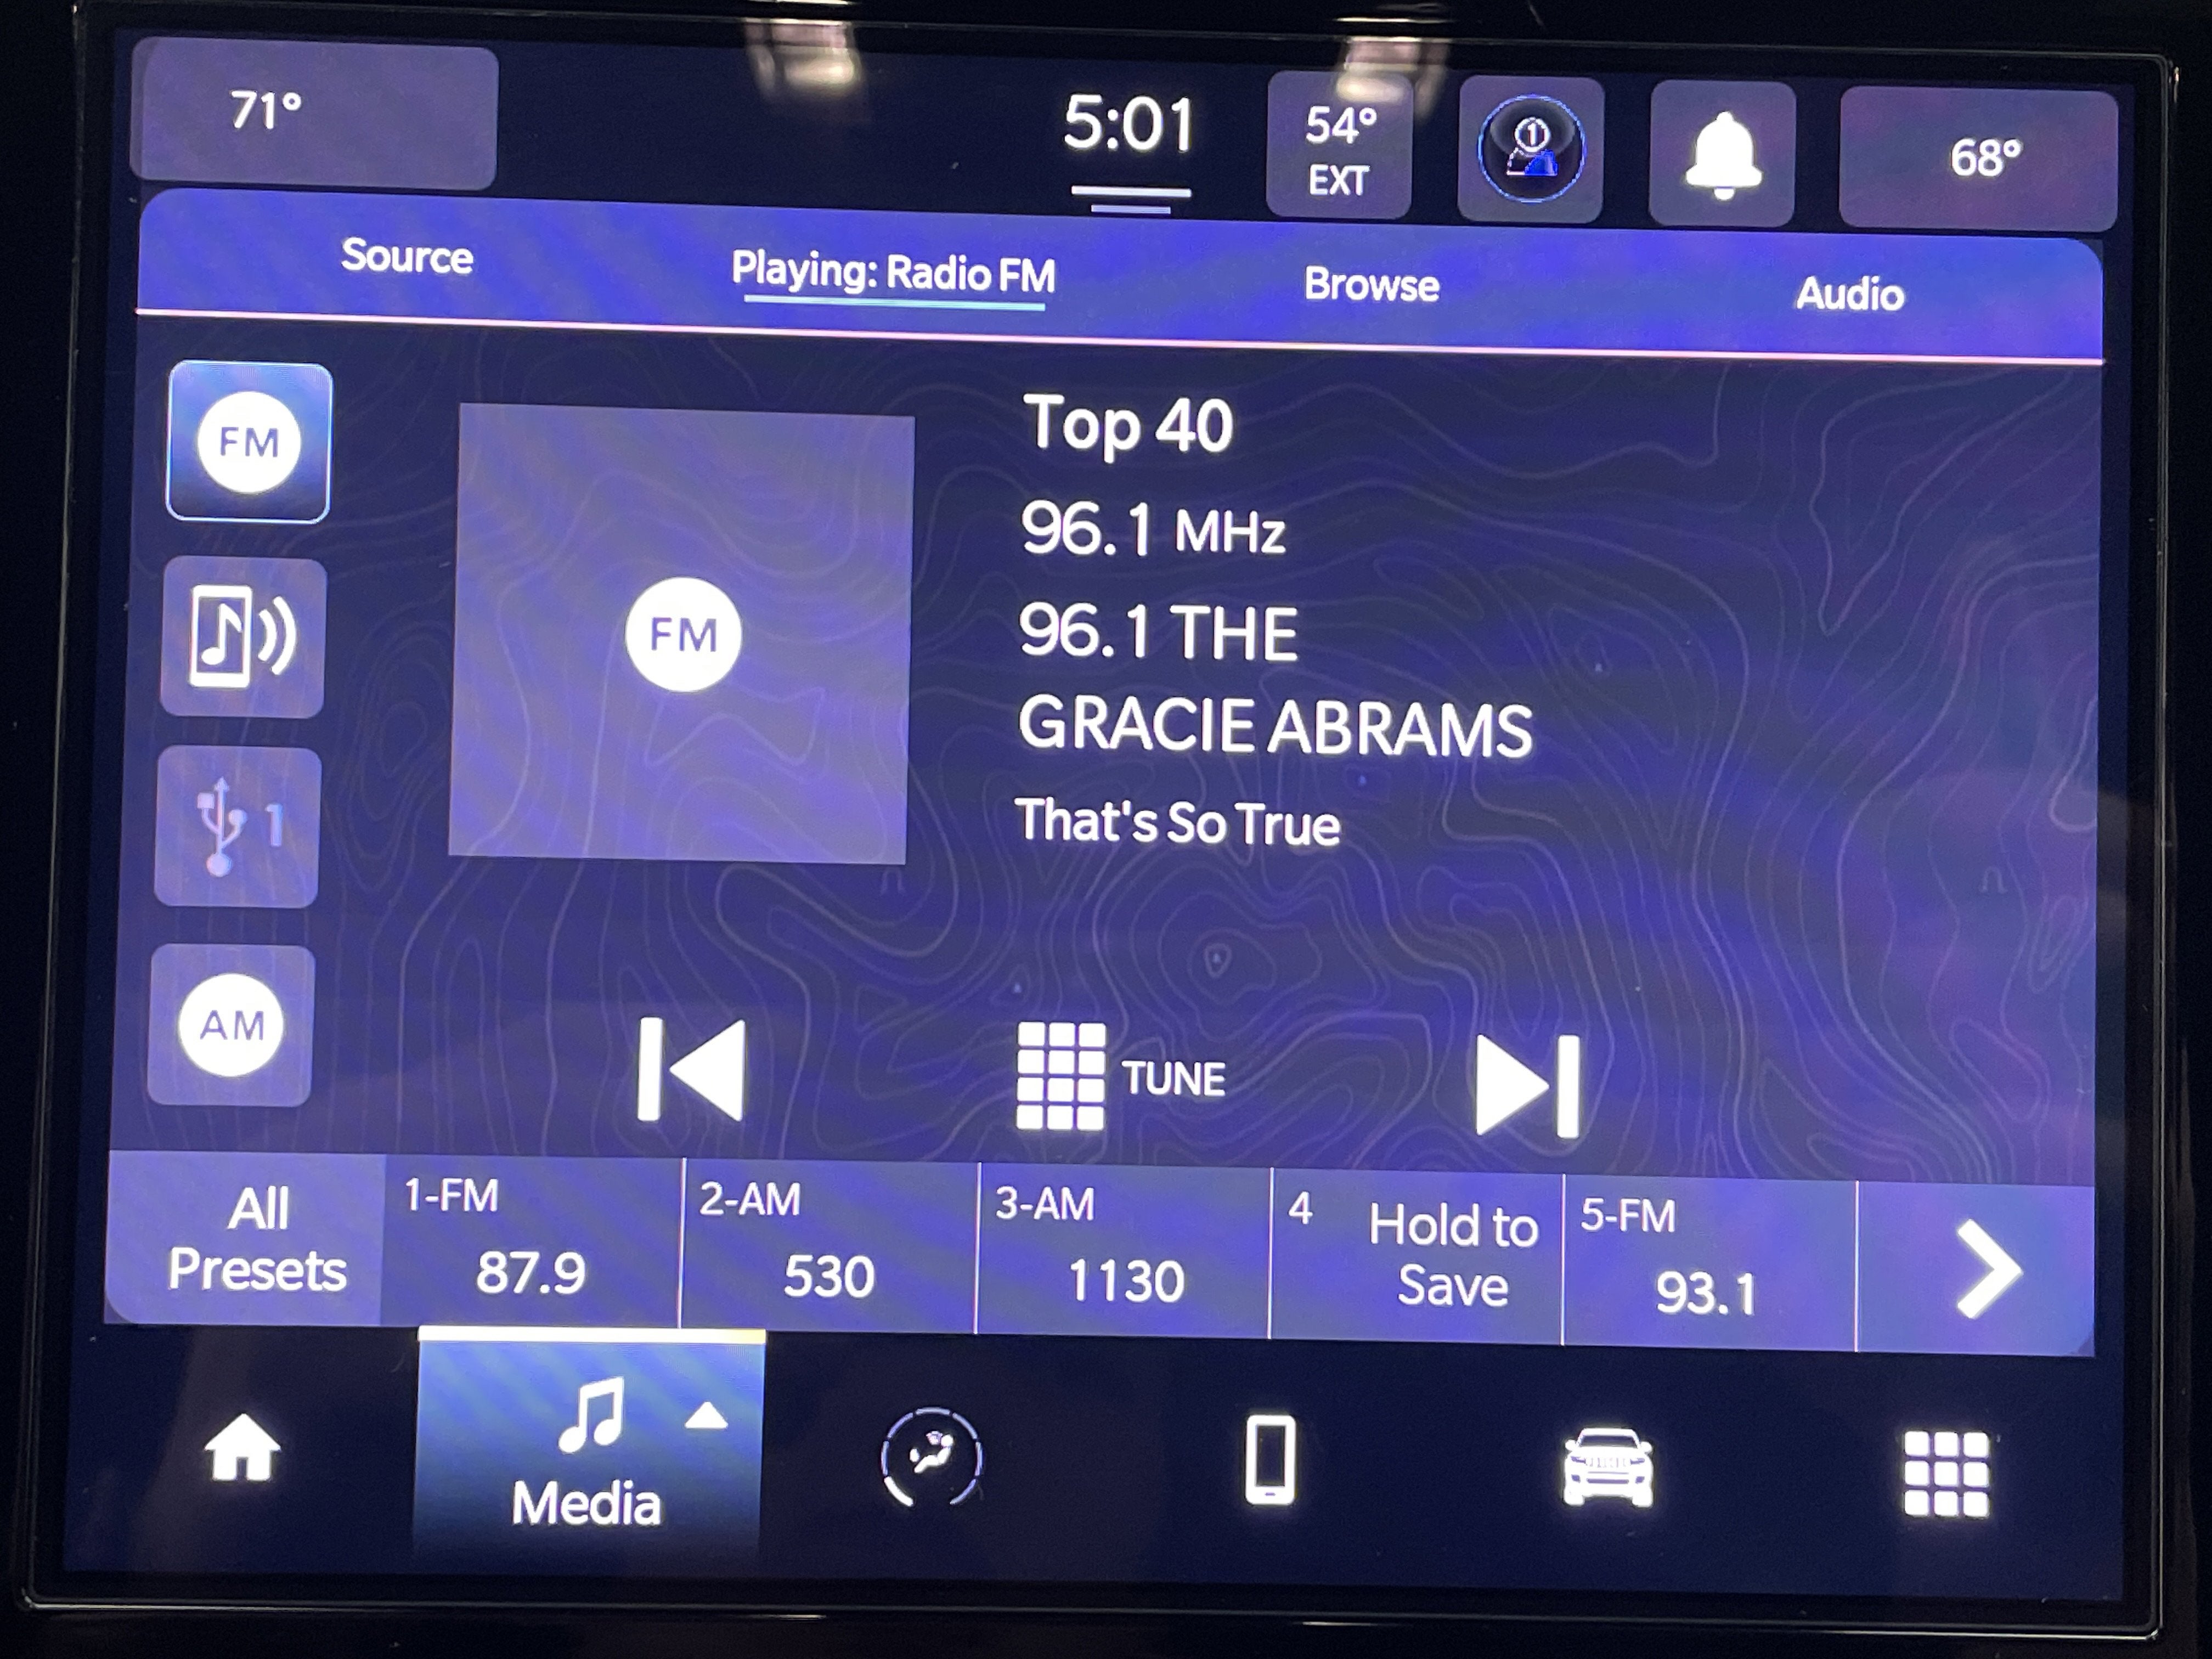 71°
5:01
54°
EXT
1
68°
Source
Playing: Radio FM
Browse
Audio
FM
Top 40
96.1 MHz
FM
96.1 THE
GRACIE ABRAMS
That's So True
1
AM
TUNE
All
Presets
1-FM
87.9
2-AM
530
3-AM
1130
4
Hold to
Save
5-FM
93.1
Media